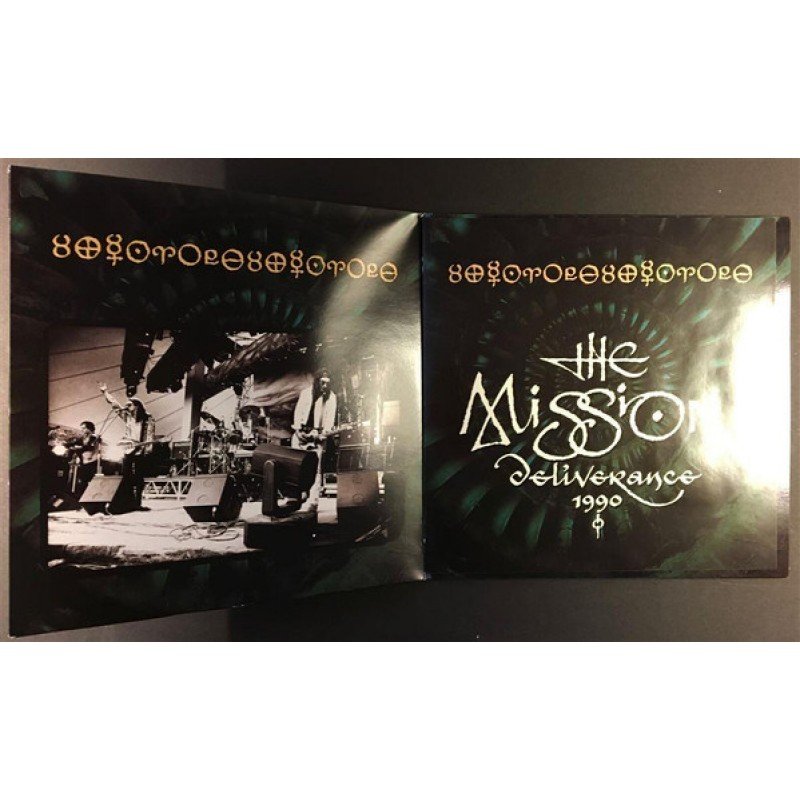 the
Mission
deliverance
1990